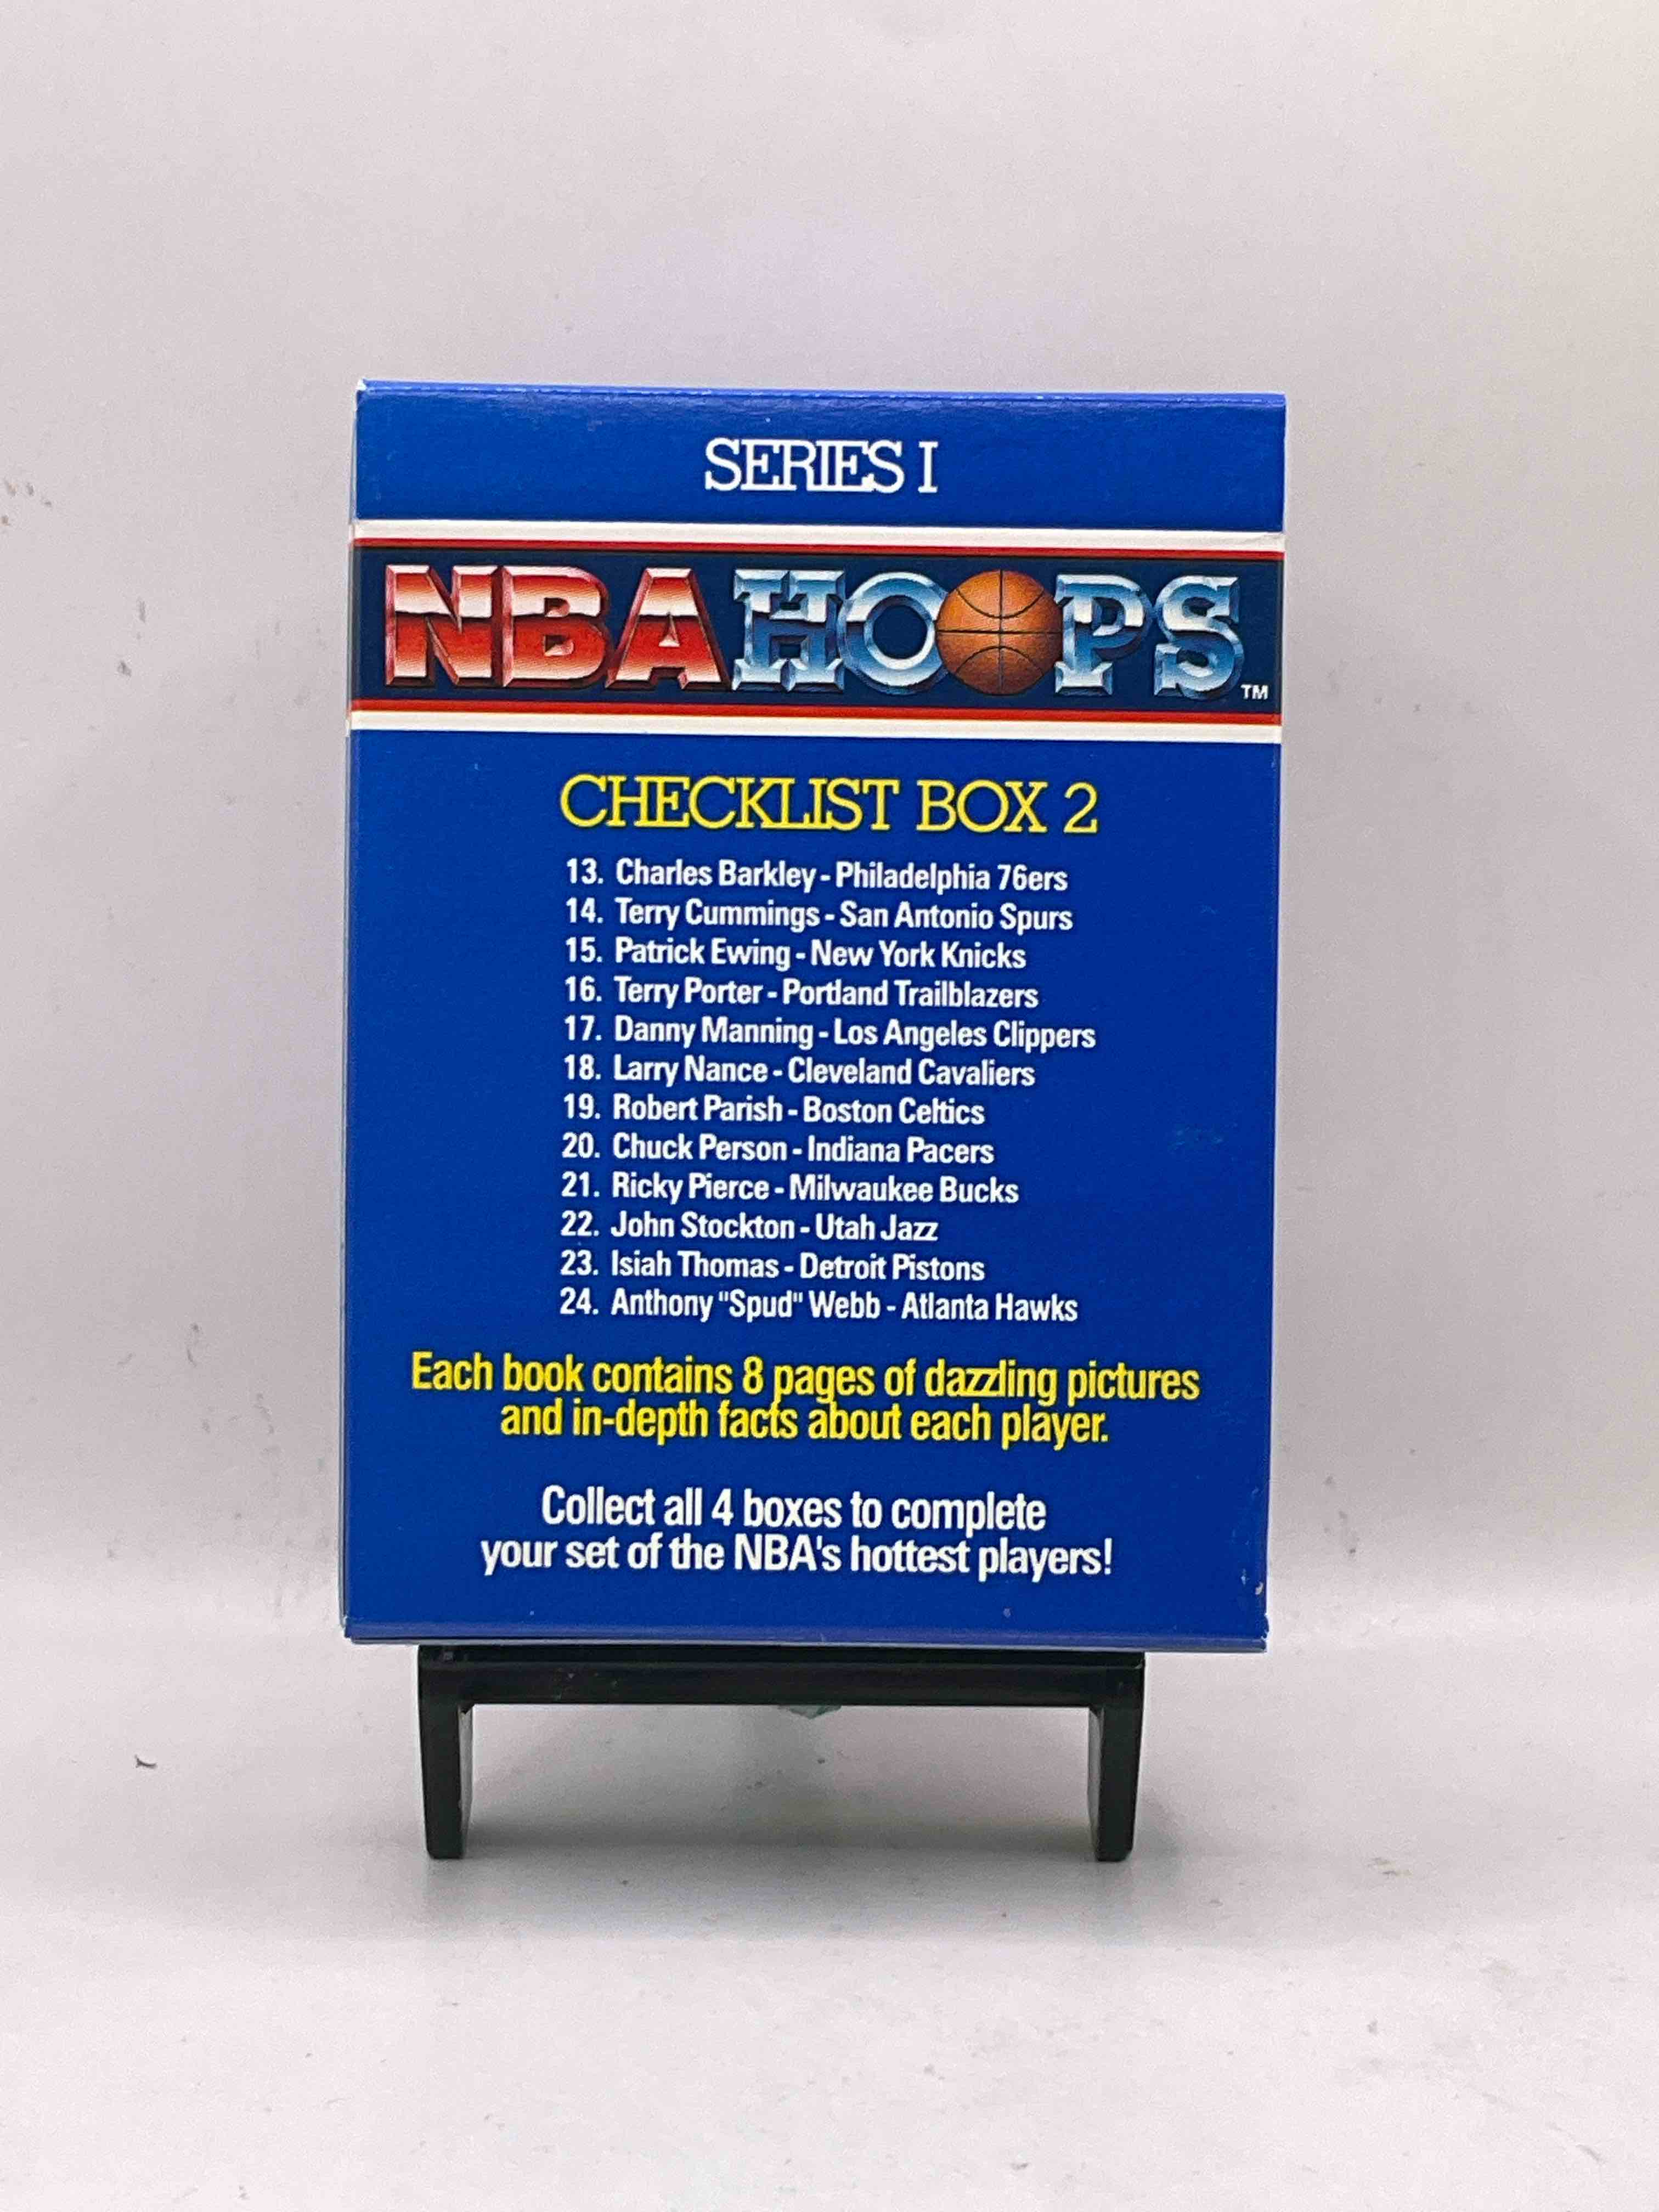 SERIES I
NBA HOOPS TM
CHECKLIST BOX 2
13. Charles Barkley - Philadelphia 76ers
14. Terry Cummings - San Antonio Spurs
15. Patrick Ewing - New York Knicks
16. Terry Porter - Portland Trailblazers
17. Danny Manning - Los Angeles Clippers
18. Larry Nance - Cleveland Cavaliers
19. Robert Parish - Boston Celtics
20. Chuck Person - Indiana Pacers
21. Ricky Pierce - Milwaukee Bucks
22. John Stockton - Utah Jazz
23. Isiah Thomas - Detroit Pistons
24. Anthony "Spud" Webb - Atlanta Hawks
Each book contains 8 pages of dazzling pictures
and in-depth facts about each player.
Collect all 4 boxes to complete
your set of the NBA's hottest players!